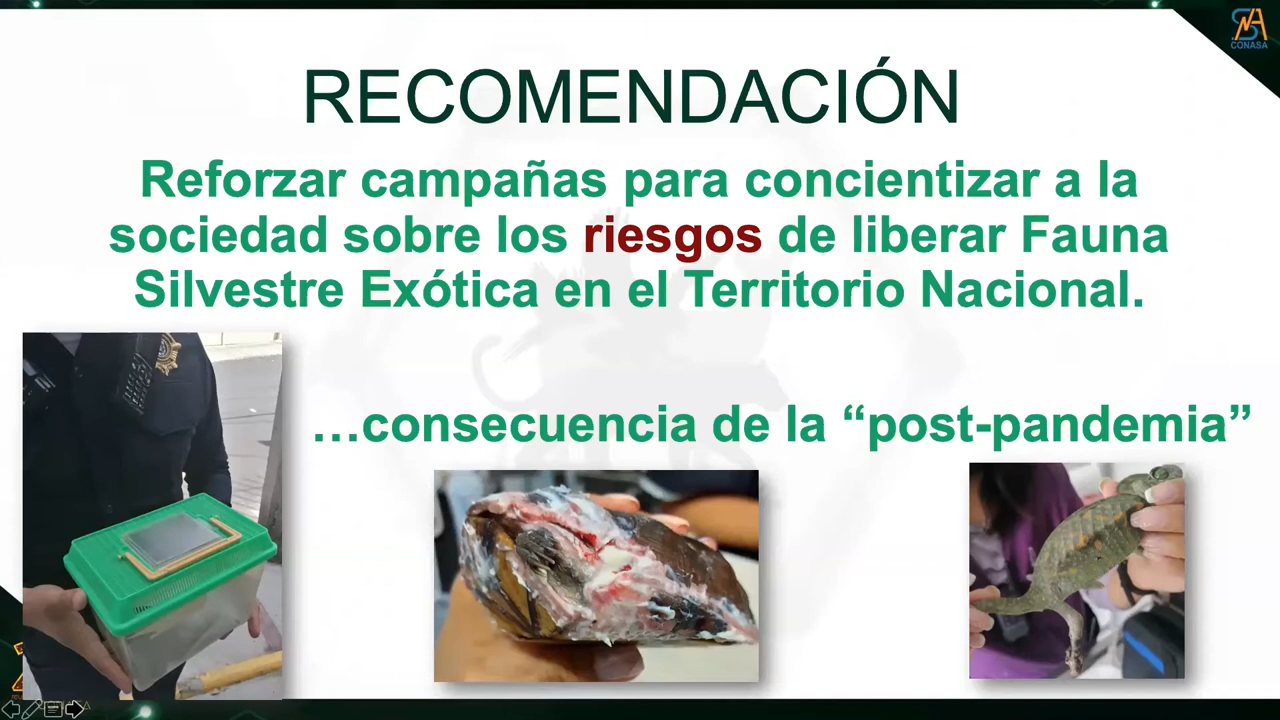 CONASA
RECOMENDACIÓN
Reforzar campañas para concientizar a la
sociedad sobre los riesgos de liberar Fauna
Silvestre Exótica en el Territorio Nacional.
…consecuencia de la “post-pandemia”